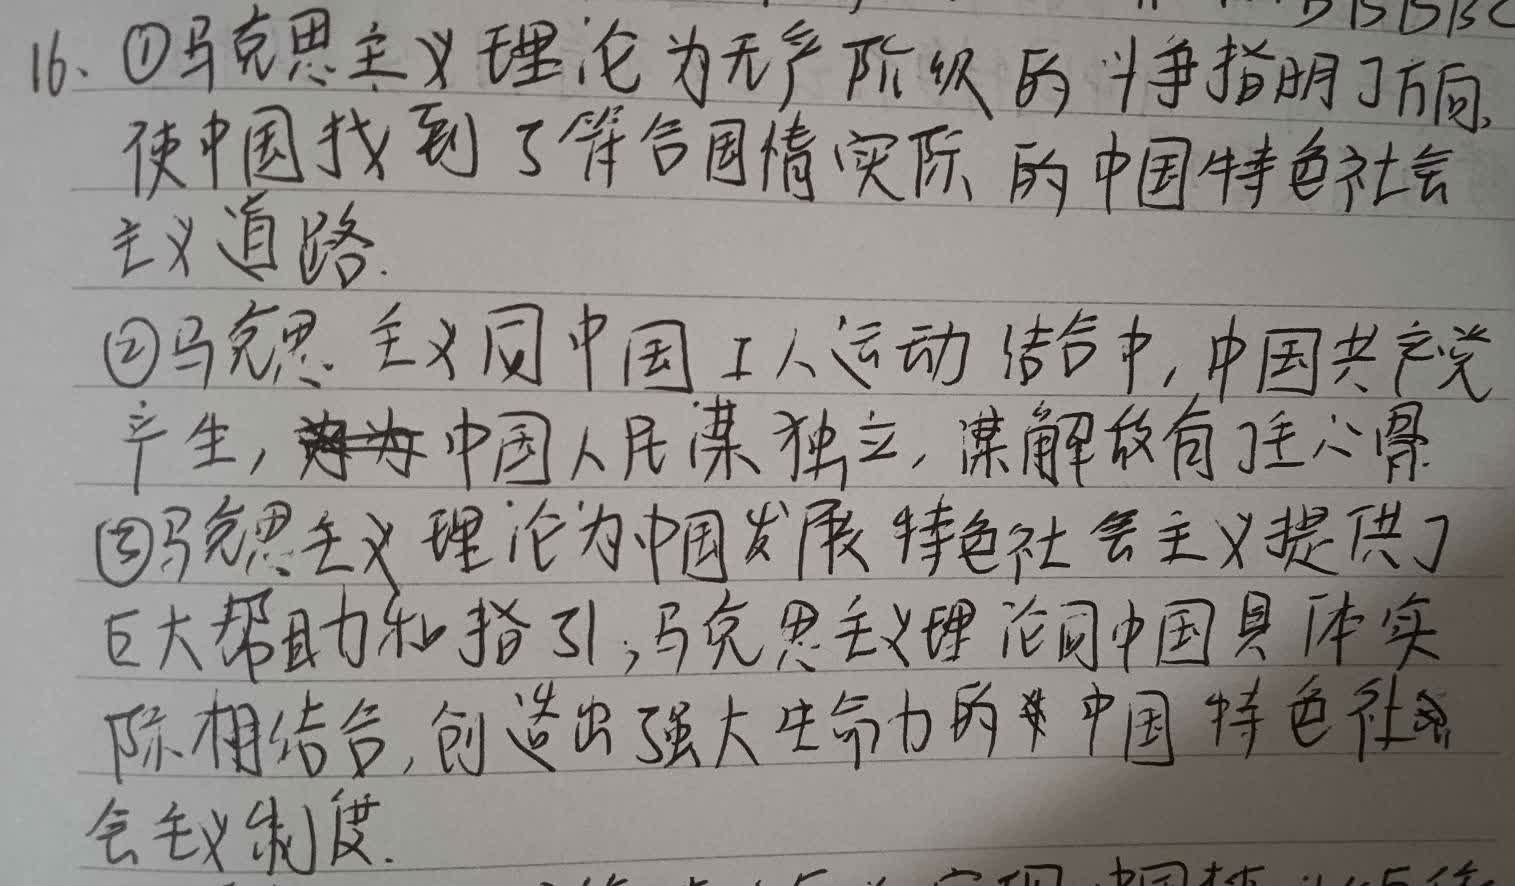 BBBC
16、①马克思主义理论为无产阶级的斗争指明了方向,
使中国找到了符合国情实际的中国特色社会
主义道路.
②马克思主义同中国工人运动结合中,中国共产党
产生,中国人民谋独立,谋解放有了主心骨
③马克思主义理论为中国发展特色社会主义提供了
巨大帮助和指引;马克思主义理论同中国具体实
际相结合,创造出强大生命力的中国特色社
会主义制度.